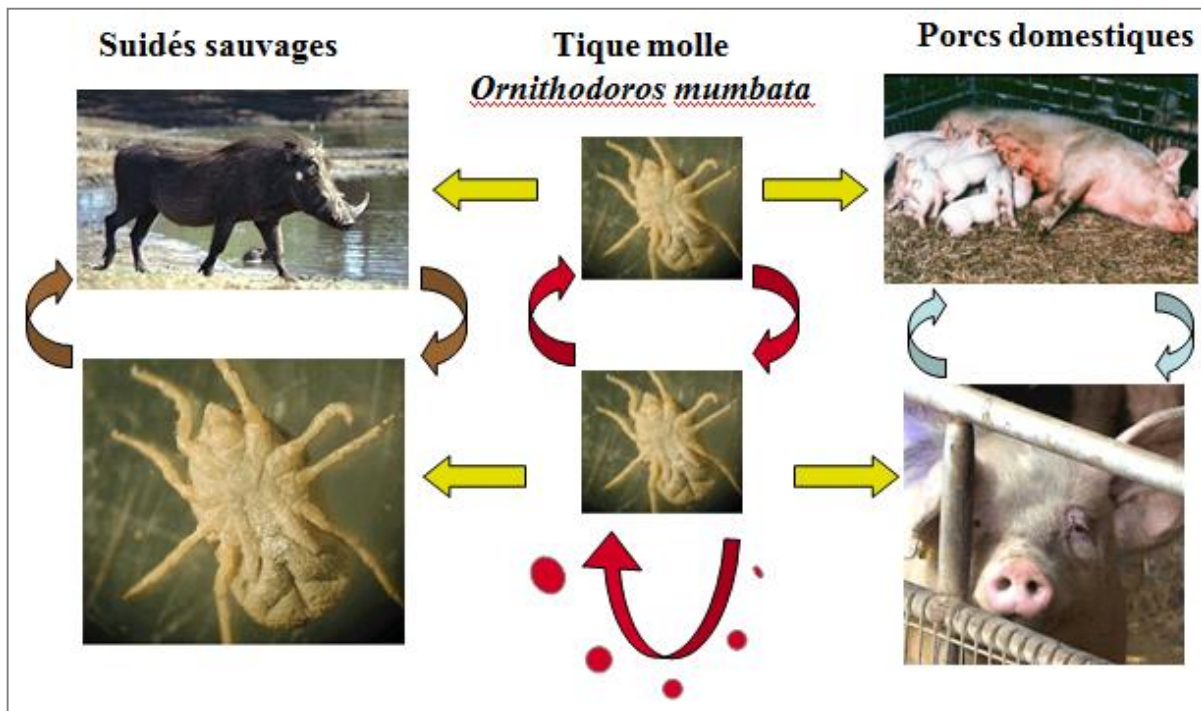 Suidés sauvages
Tique molle
Ornithodoros mumbata
Porcs domestiques